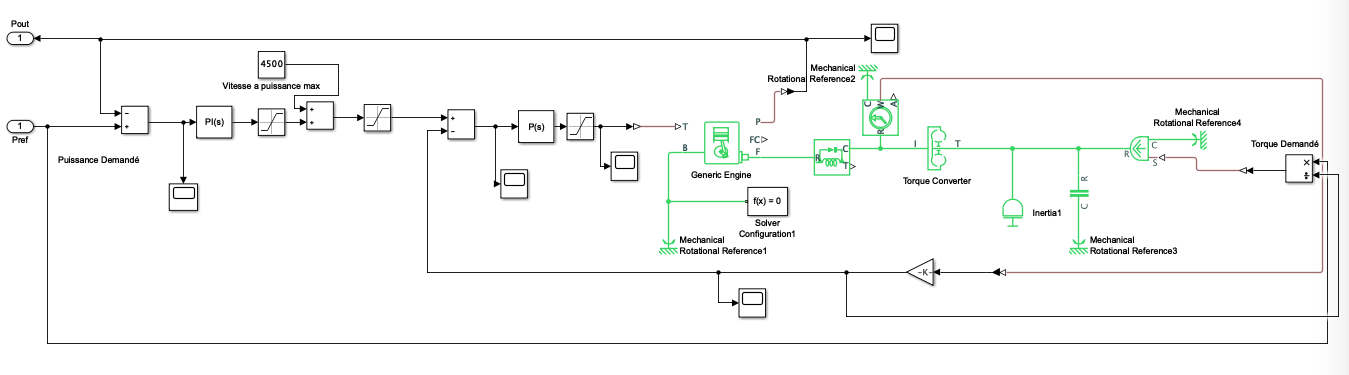 Pout
1
4500
Vitesse a puissance max
Mechanical
Rotational Reference2
C
W
A
R
−
+
PI(s)
+
+
+
−
P(s)
1
Pref
Puissance Demandé
T
P
FC
F
B
Generic Engine
R
C
T
I
T
Torque Converter
Mechanical
Rotational Reference4
R
C
S
Torque Demandé
×
÷
f(x) = 0
Solver
Configuration1
Inertia1
R
C
Mechanical
Rotational Reference1
Mechanical
Rotational Reference3
-K-